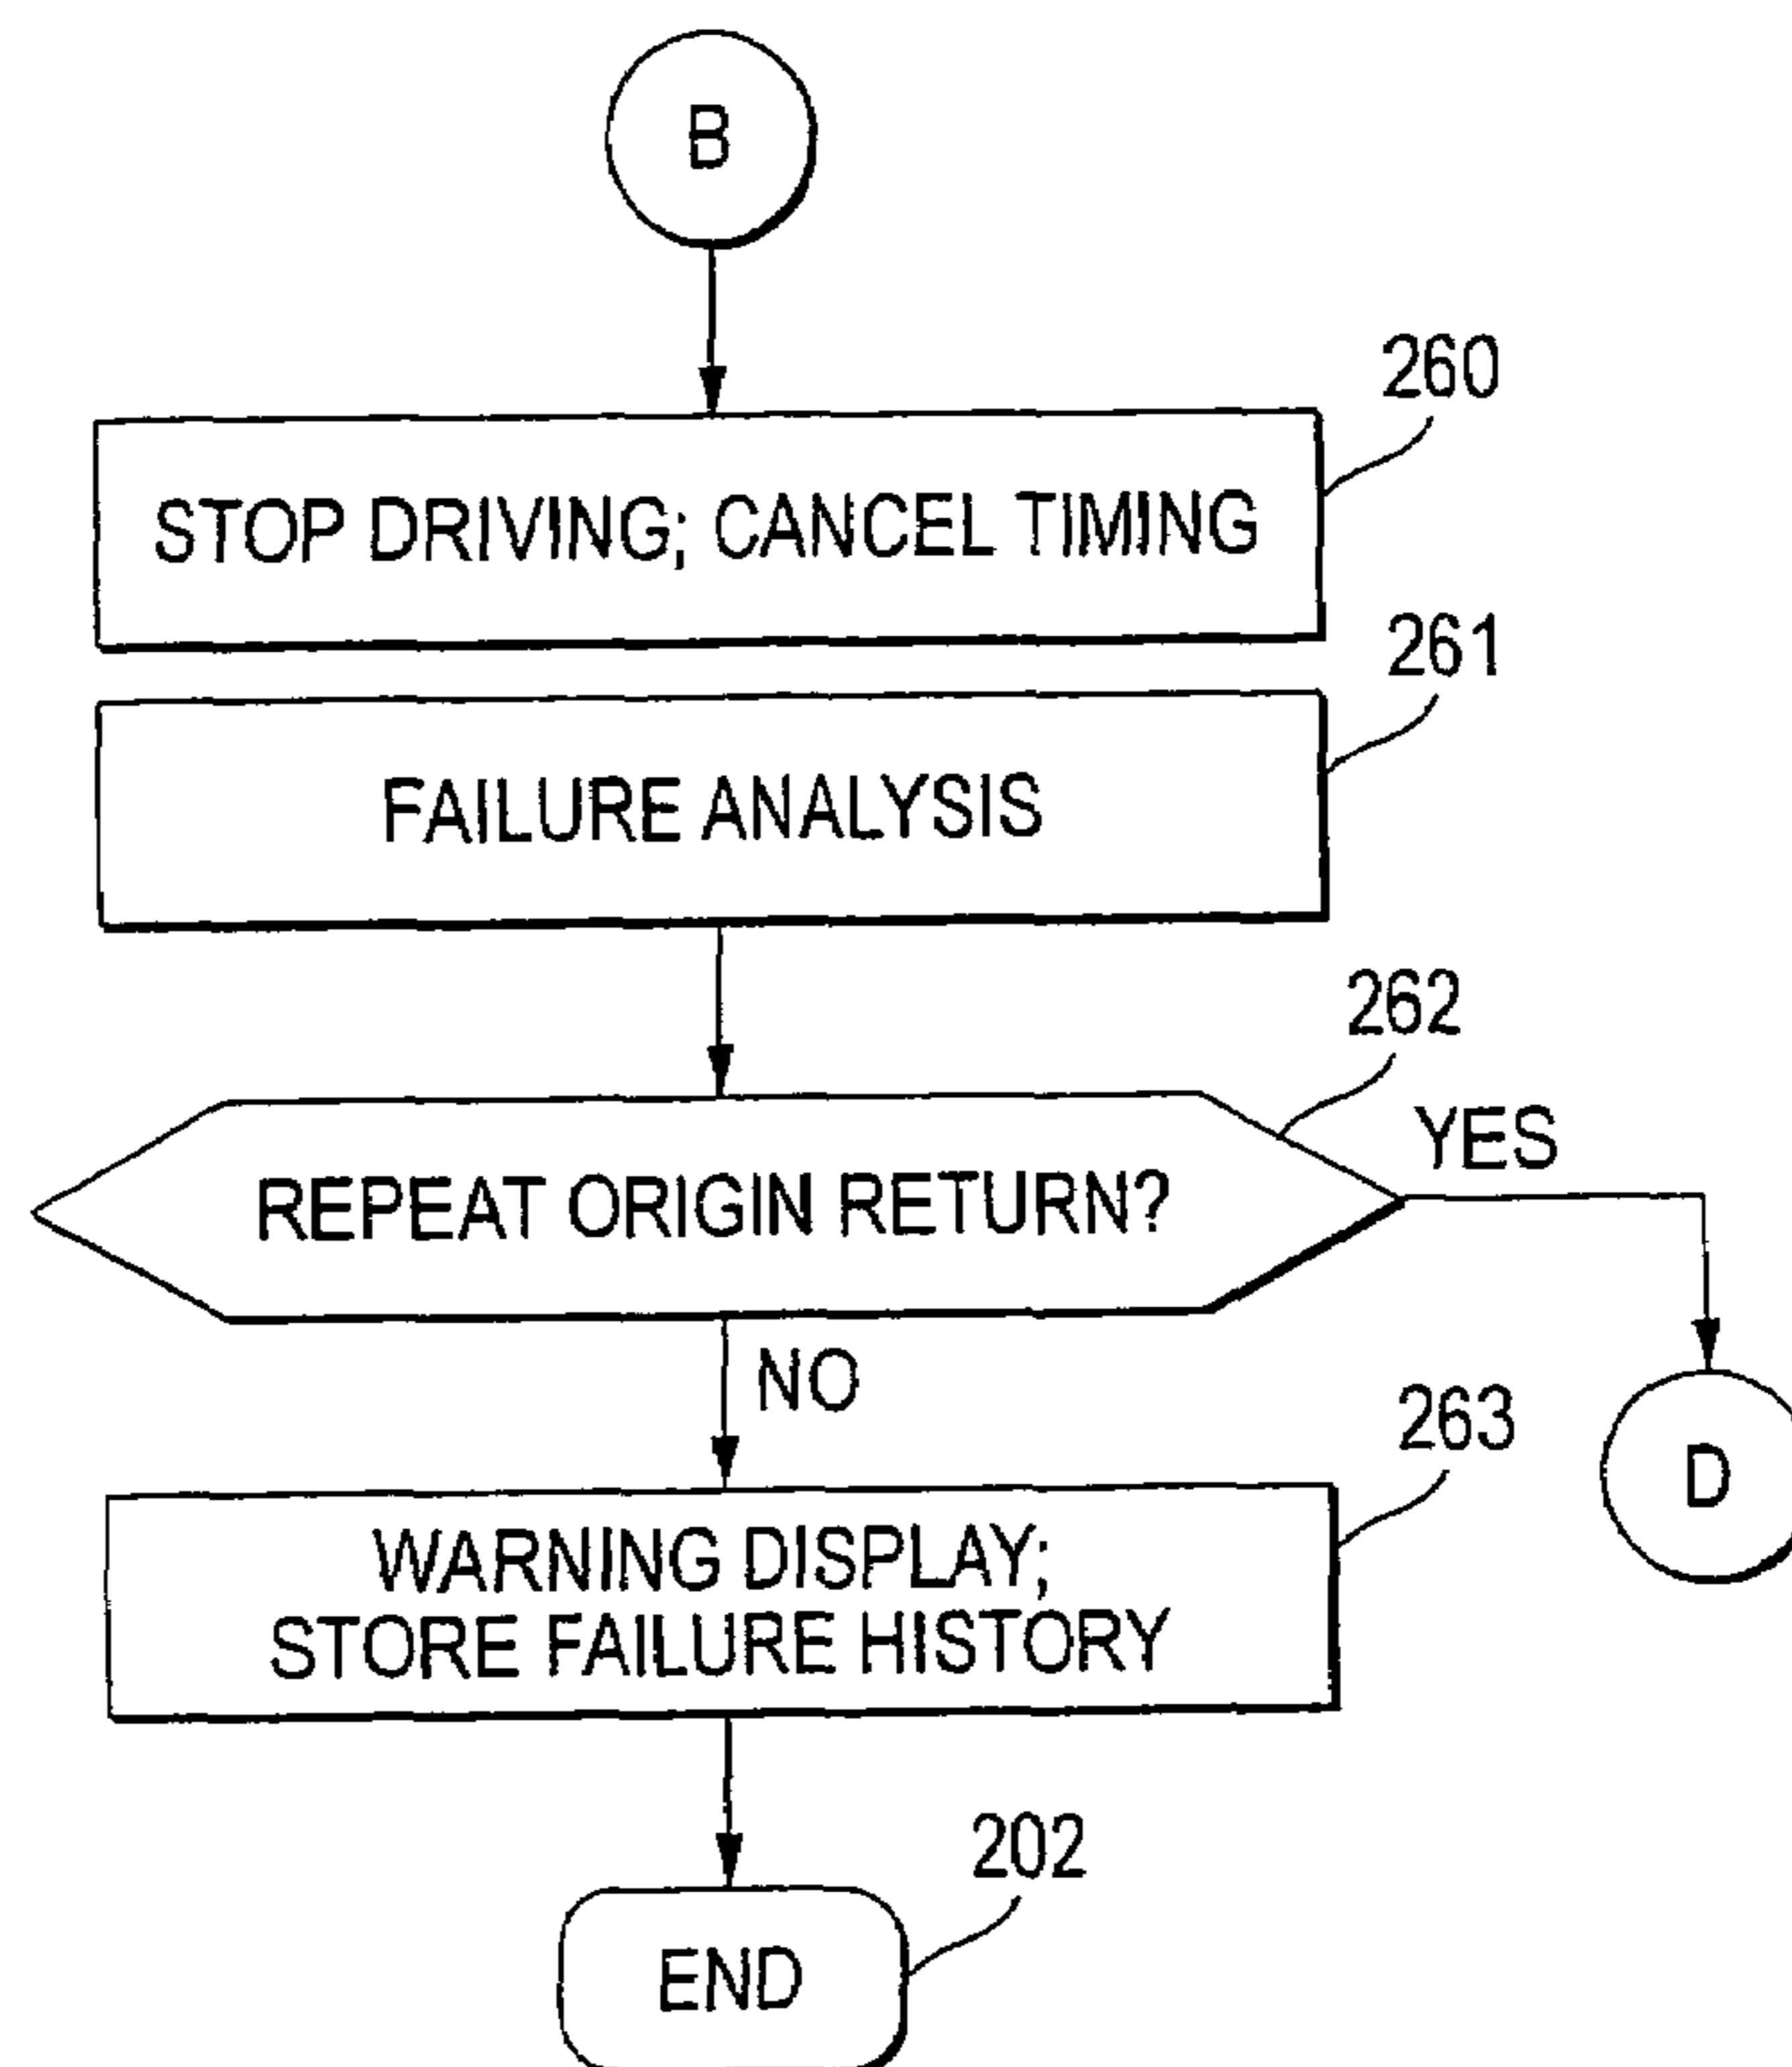 B
260
STOP DRIVING; CANCEL TIMING
261
FAILURE ANALYSIS
262
YES
REPEAT ORIGIN RETURN?
NO
263
D
WARNING DISPLAY;
STORE FAILURE HISTORY
202
END